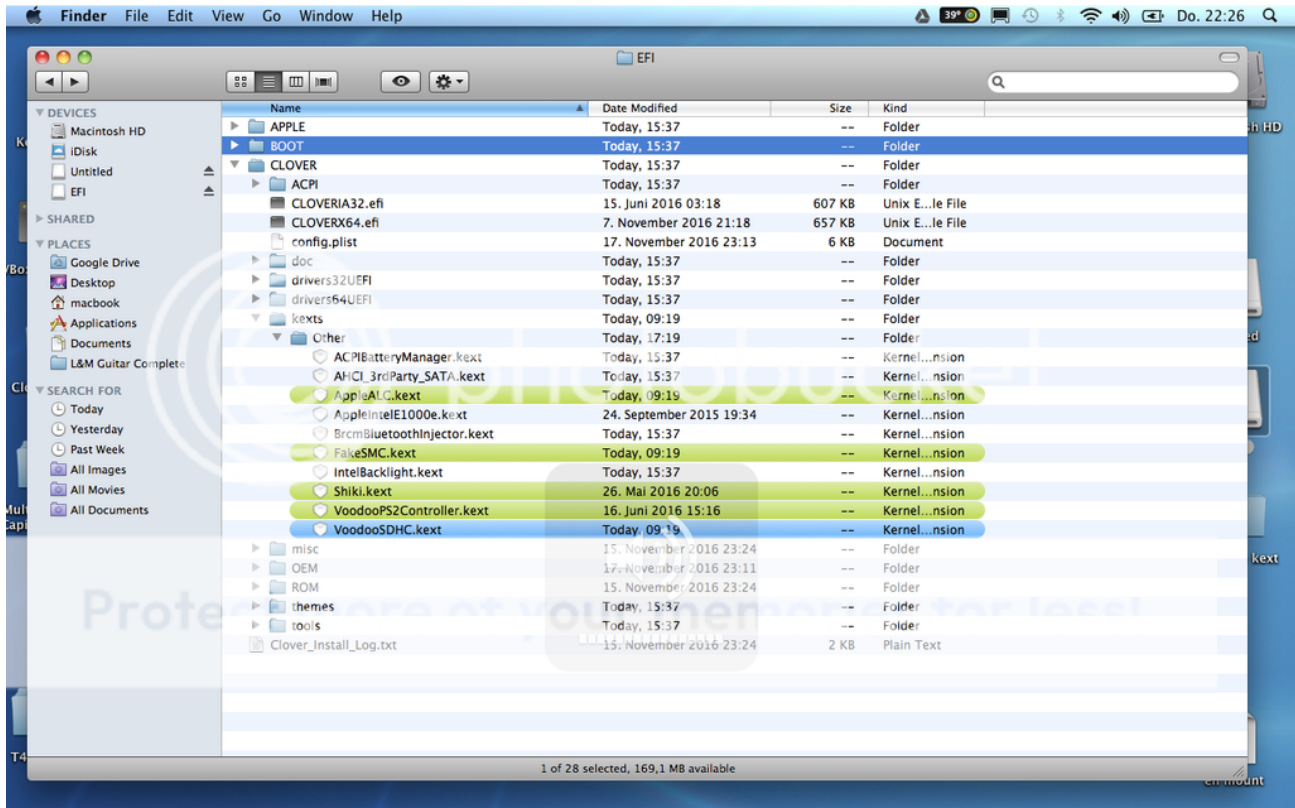 Finder File Edit View Go Window Help 39° Do. 22:26
EFI
DEVICES
Macintosh HD
iDisk
Untitled
EFI
SHARED
PLACES
Google Drive
Desktop
macbook
Applications
Documents
L&M Guitar Complete
SEARCH FOR
Today
Yesterday
Past Week
All Images
All Movies
All Documents
Name Date Modified Size Kind
APPLE Today, 15:37 -- Folder
BOOT Today, 15:37 -- Folder
CLOVER Today, 15:37 -- Folder
ACPI Today, 15:37 -- Folder
CLOVERIA32.efi 15. Juni 2016 03:18 607 KB Unix E...le File
CLOVERX64.efi 7. November 2016 21:18 657 KB Unix E...le File
config.plist 17. November 2016 23:13 6 KB Document
doc Today, 15:37 -- Folder
drivers32UEFI Today, 15:37 -- Folder
drivers64UEFI Today, 15:37 -- Folder
kexts Today, 09:19 -- Folder
Other Today, 17:19 -- Folder
ACPIBatteryManager.kext Today, 15:37 -- Kernel...nsion
AHCI_3rdParty_SATA.kext Today, 15:37 -- Kernel...nsion
AppleALC.kext Today, 09:19 -- Kernel...nsion
AppleIntelE1000e.kext 24. September 2015 19:34 -- Kernel...nsion
BrcmBluetoothInjector.kext Today, 15:37 -- Kernel...nsion
FakeSMC.kext Today, 09:19 -- Kernel...nsion
IntelBacklight.kext Today, 15:37 -- Kernel...nsion
Shiki.kext 26. Mai 2016 20:06 -- Kernel...nsion
VoodooPS2Controller.kext 16. Juni 2016 15:16 -- Kernel...nsion
VoodooSDHC.kext Today, 09:19 -- Kernel...nsion
misc 15. November 2016 23:24 -- Folder
OEM 17. November 2016 23:11 -- Folder
ROM 15. November 2016 23:24 -- Folder
themes Today, 15:37 -- Folder
tools Today, 15:37 -- Folder
Clover_Install_Log.txt 15. November 2016 23:24 2 KB Plain Text
1 of 28 selected, 169,1 MB available
photobucket
Protect more of your memories for less!
kext